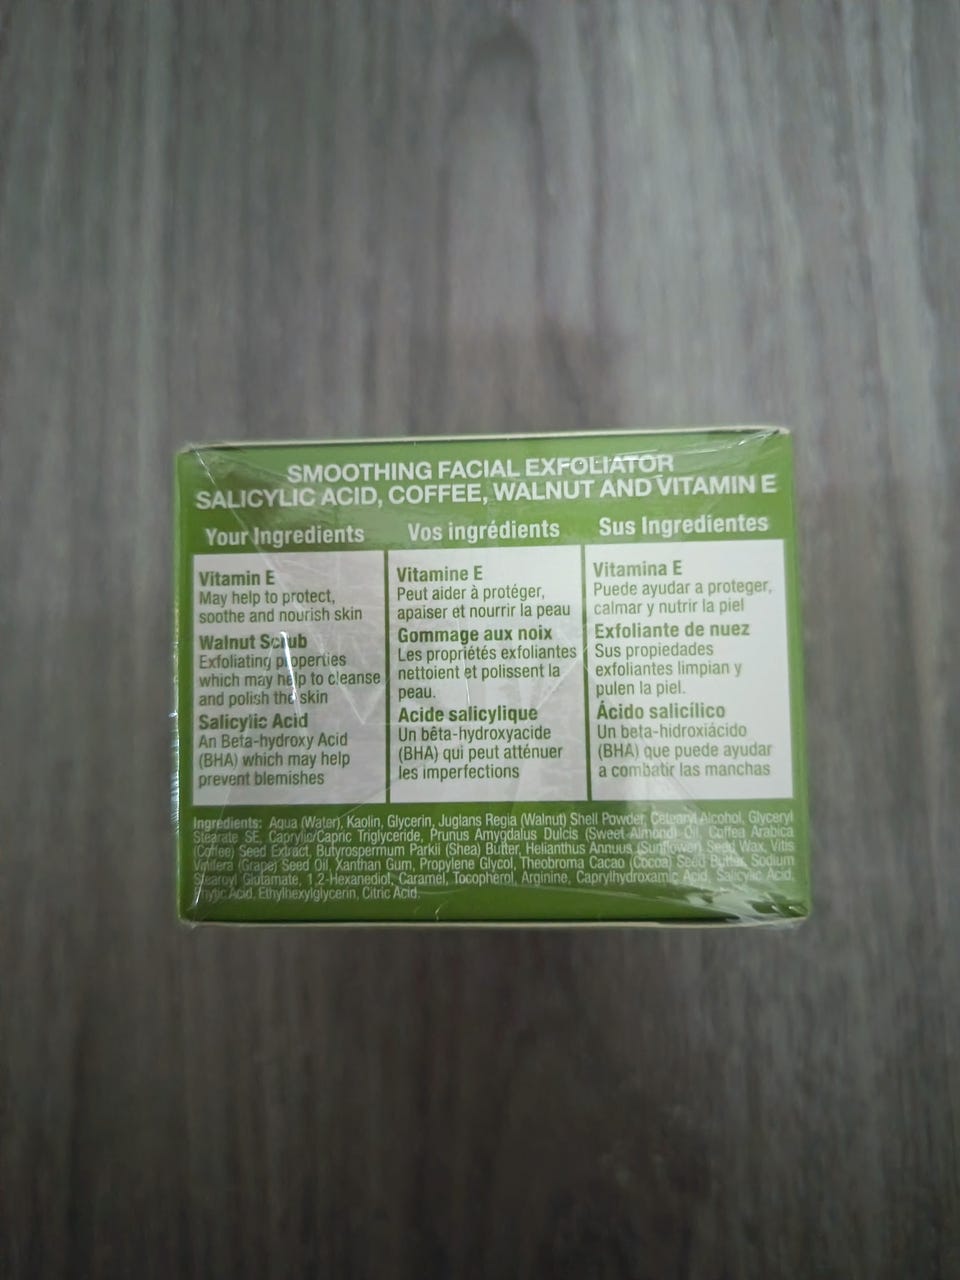 SMOOTHING FACIAL EXFOLIATOR
SALICYLIC ACID, COFFEE, WALNUT AND VITAMIN E
Your Ingredients
Vitamin E
May help to protect,
soothe and nourish skin
Walnut Scrub
Exfoliating properties
which may help to cleanse
and polish the skin
Salicylic Acid
An Beta-hydroxy Acid
(BHA) which may help
prevent blemishes
Vos ingrédients
Vitamine E
Peut aider à protéger,
apaiser et nourrir la peau
Gommage aux noix
Les propriétés exfoliantes
nettoient et polissent la
peau.
Acide salicylique
Un bêta-hydroxyacide
(BHA) qui peut atténuer
les imperfections
Sus Ingredientes
Vitamina E
Puede ayudar a proteger,
calmar y nutrir la piel
Exfoliante de nuez
Sus propiedades
exfoliantes limpian y
pulen la piel.
Ácido salicílico
Un beta-hidroxiácido
(BHA) que puede ayudar
a combatir las manchas
Ingredients: Aqua (Water), Kaolin, Glycerin, Juglans Regia (Walnut) Shell Powder, Cetearyl Alcohol, Glyceryl
Stearate SE, Caprylic/Capric Triglyceride, Prunus Amygdalus Dulcis (Sweet Almond) Oil, Coffea Arabica
(Coffee) Seed Extract, Butyrospermum Parkii (Shea) Butter, Helianthus Annuus (Sunflower) Seed Wax, Vitis
Vinifera (Grape) Seed Oil, Xanthan Gum, Propylene Glycol, Theobroma Cacao (Cocoa) Seed Butter, Sodium
Stearoyl Glutamate, 1,2-Hexanediol, Caramel, Tocopherol, Arginine, Caprylhydroxamic Acid, Salicylic Acid,
Phytic Acid, Ethylhexylglycerin, Citric Acid.